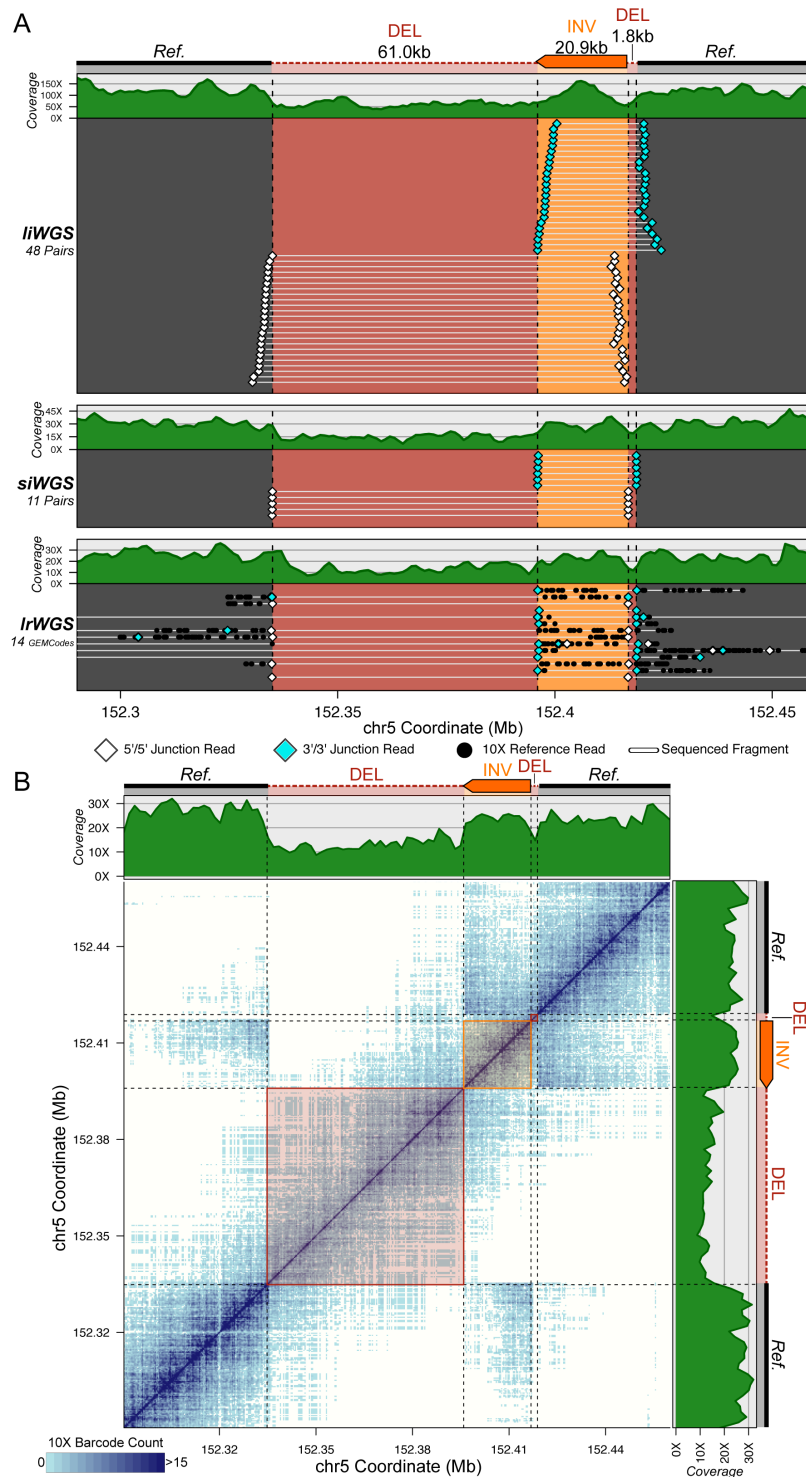 A
DEL
INV
DEL
Ref.
61.0kb
20.9kb
1.8kb
Ref.
Coverage
150X
100X
50X
0X
liWGS
48 Pairs
Coverage
45X
30X
15X
0X
siWGS
11 Pairs
Coverage
30X
20X
10X
0X
lrWGS
14 GEMCodes
152.3
152.35
152.4
152.45
chr5 Coordinate (Mb)
5'/5' Junction Read
3'/3' Junction Read
10X Reference Read
Sequenced Fragment
B
Ref.
DEL
INV
DEL
Ref.
Coverage
30X
20X
10X
0X
152.44
152.41
152.38
152.35
152.32
chr5 Coordinate (Mb)
Ref.
DEL
INV
DEL
Ref.
0X
10X
20X
30X
Coverage
10X Barcode Count
0
>15
152.32
152.35
152.38
152.41
152.44
chr5 Coordinate (Mb)